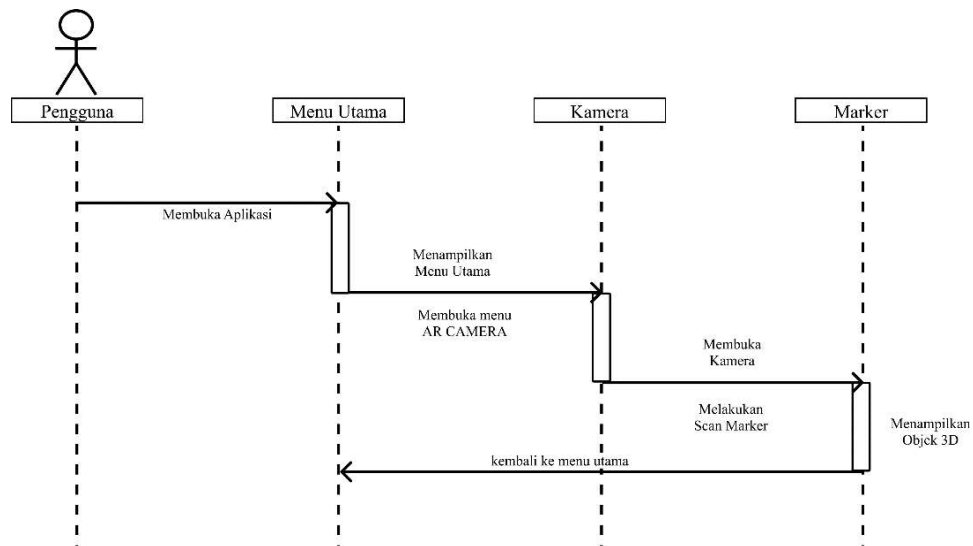 Pengguna
Menu Utama
Kamera
Marker
Membuka Aplikasi
Menampilkan
Menu Utama
Membuka menu
AR CAMERA
Membuka
Kamera
Melakukan
Scan Marker
Menampilkan
Objek 3D
kembali ke menu utama